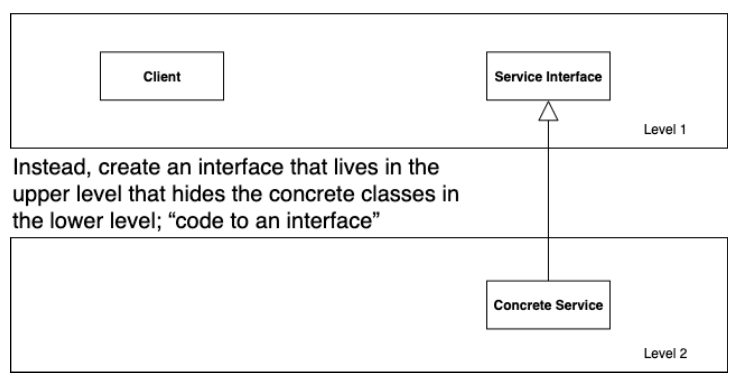 Client
Service Interface
Level 1
Instead, create an interface that lives in the
upper level that hides the concrete classes in
the lower level; “code to an interface”
Concrete Service
Level 2